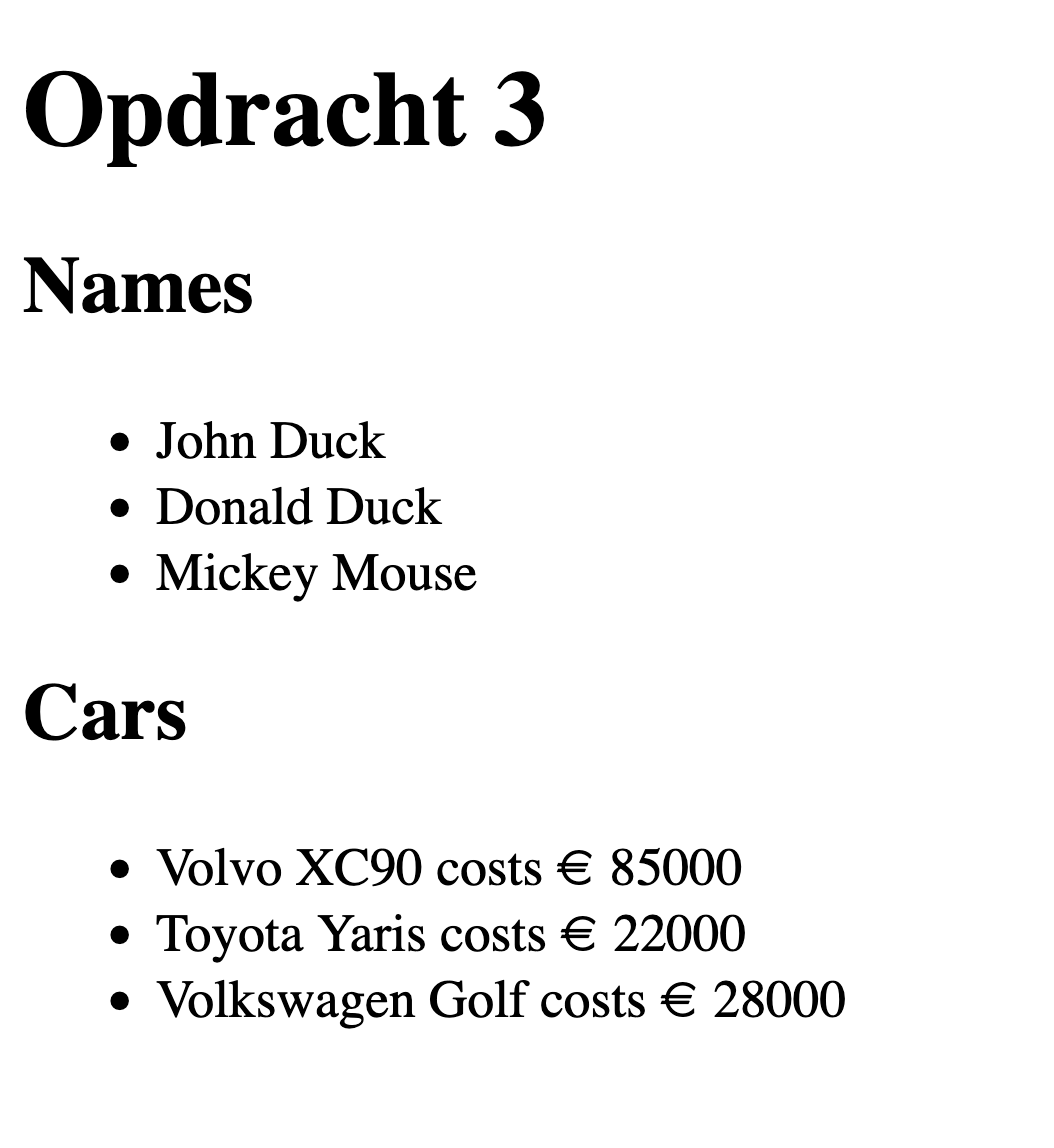 Opdracht 3
Names
• John Duck
• Donald Duck
• Mickey Mouse
Cars
• Volvo XC90 costs € 85000
• Toyota Yaris costs € 22000
• Volkswagen Golf costs € 28000